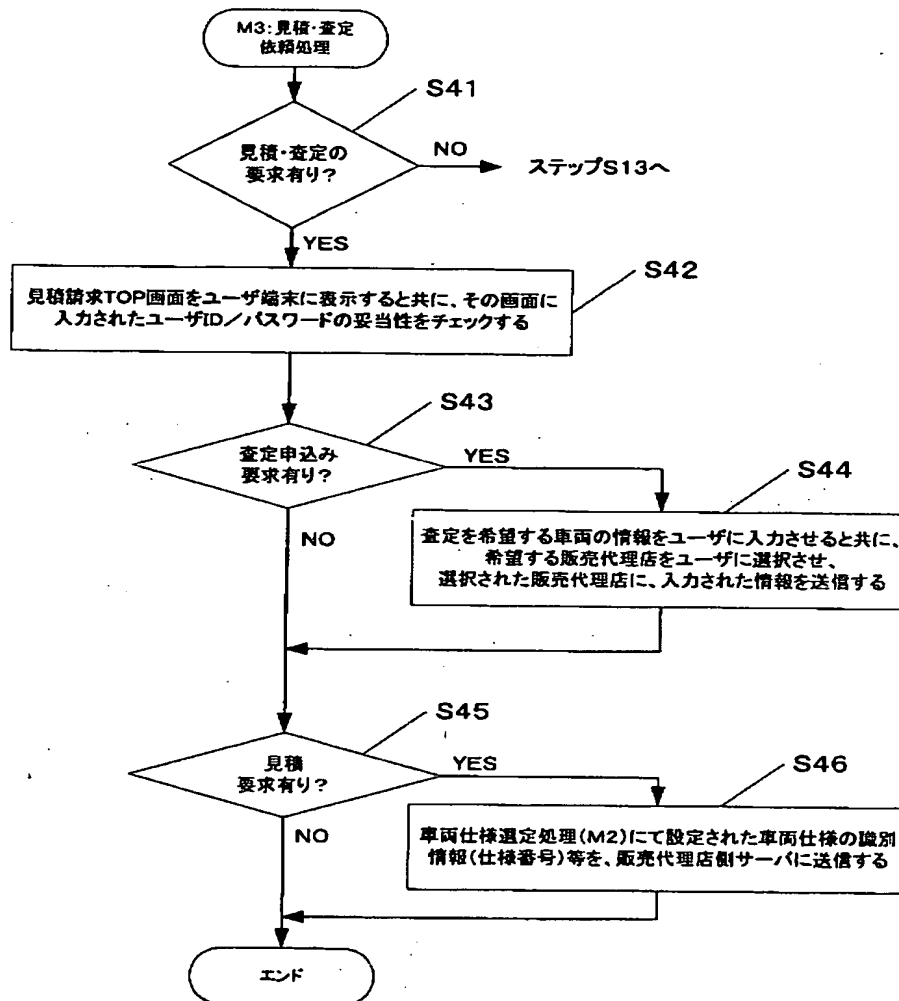 M3:見積・査定
依頼処理
S41
見積・査定の
要求有り?
NO
ステップS13へ
YES
S42
見積請求TOP画面をユーザ端末に表示すると共に、その画面に
入力されたユーザID/パスワードの妥当性をチェックする
S43
査定申込み
要求有り?
YES
S44
NO
査定を希望する車両の情報をユーザに入力させると共に、
希望する販売代理店をユーザに選択させ、
選択された販売代理店に、入力された情報を送信する
S45
見積
要求有り?
YES
S46
NO
車両仕様選定処理(M2)にて設定された車両仕様の識別
情報(仕様番号)等を、販売代理店側サーバに送信する
エンド